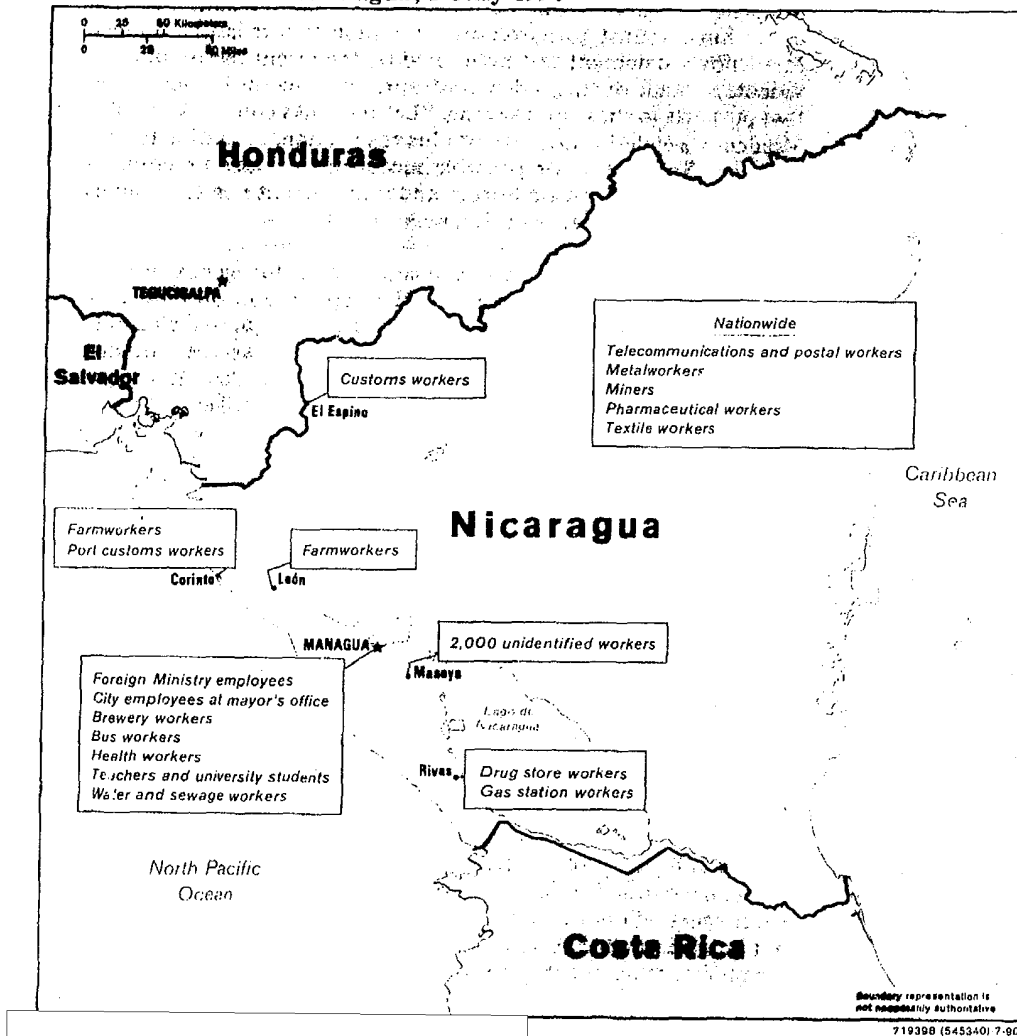 0 25 50 Kilometers
0 25 50 Miles
Honduras
TEGUCIGALPA
El
Salvador
Customs workers
El Espino
Nationwide
Telecommunications and postal workers
Metalworkers
Miners
Pharmaceutical workers
Textile workers
Caribbean
Sea
Nicaragua
Farmworkers
Port customs workers
Corinto
Farmworkers
León
MANAGUA
2,000 unidentified workers
Masaya
Foreign Ministry employees
City employees at mayor's office
Brewery workers
Bus workers
Health workers
Teachers and university students
Water and sewage workers
Lago de
Nicaragua
Rivas
Drug store workers
Gas station workers
North Pacific
Ocean
Costa Rica
Boundary representation is
not necessarily authoritative
719398 (545340) 7-90